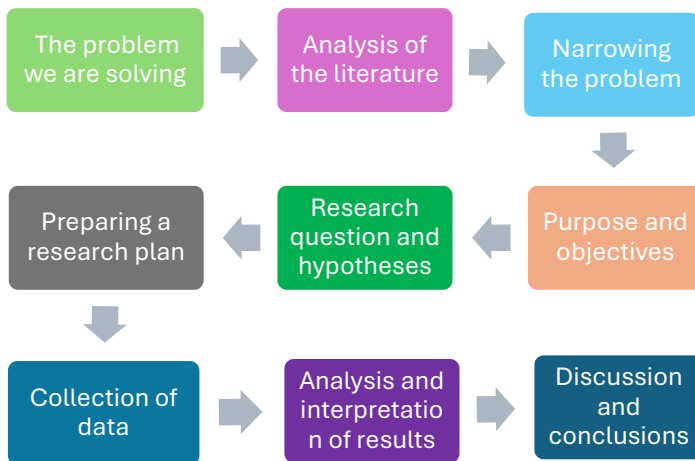 The problem
we are solving
Analysis of
the literature
Narrowing
the problem
Purpose and
objectives
Research
question and
hypotheses
Preparing a
research plan
Collection of
data
Analysis and
interpretatio
n of results
Discussion
and
conclusions